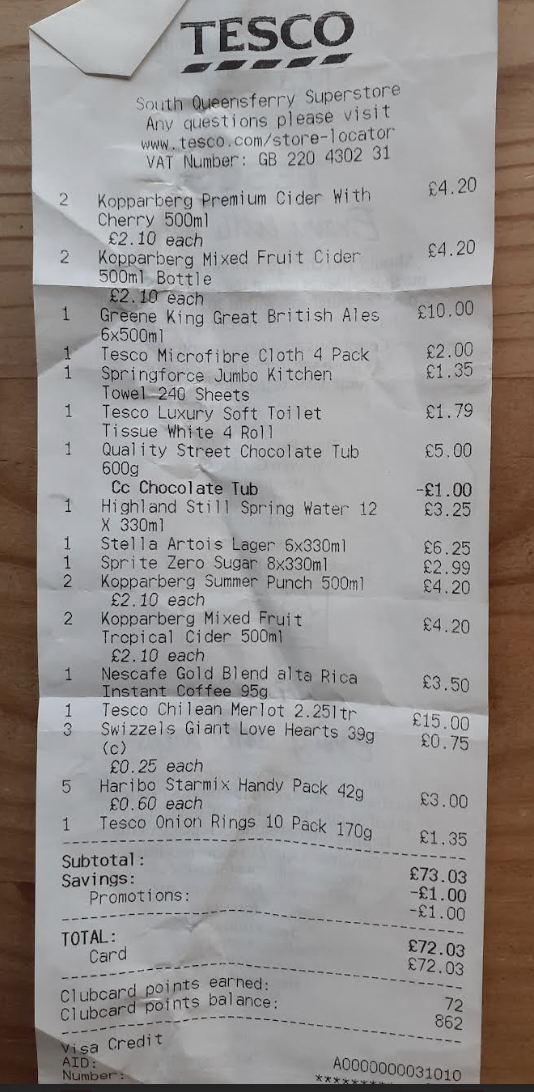 TESCO
South Queensferry Superstore
Any questions please visit
www.tesco.com/store-locator
VAT Number: GB 220 4302 31
2 Kopparberg Premium Cider With £4.20
Cherry 500ml
£2.10 each
2 Kopparberg Mixed Fruit Cider £4.20
500ml Bottle
£2.10 each
1 Greene King Great British Ales £10.00
6x500ml
1 Tesco Microfibre Cloth 4 Pack £2.00
1 Springforce Jumbo Kitchen £1.35
Towel 240 Sheets
1 Tesco Luxury Soft Toilet £1.79
Tissue White 4 Roll
1 Quality Street Chocolate Tub £5.00
600g
Cc Chocolate Tub -£1.00
1 Highland Still Spring Water 12 £3.25
X 330ml
1 Stella Artois Lager 6x330ml £6.25
1 Sprite Zero Sugar 8x330ml £2.99
2 Kopparberg Summer Punch 500ml £4.20
£2.10 each
2 Kopparberg Mixed Fruit £4.20
Tropical Cider 500ml
£2.10 each
1 Nescafe Gold Blend alta Rica £3.50
Instant Coffee 95g
1 Tesco Chilean Merlot 2.25ltr £15.00
3 Swizzels Giant Love Hearts 39g £0.75
(c)
£0.25 each
5 Haribo Starmix Handy Pack 42g £3.00
£0.60 each
1 Tesco Onion Rings 10 Pack 170g £1.35
Subtotal: £73.03
Savings: -£1.00
Promotions: -£1.00
TOTAL: £72.03
Card £72.03
Clubcard points earned: 72
Clubcard points balance: 862
Visa Credit
AID: A0000000031010
Number: